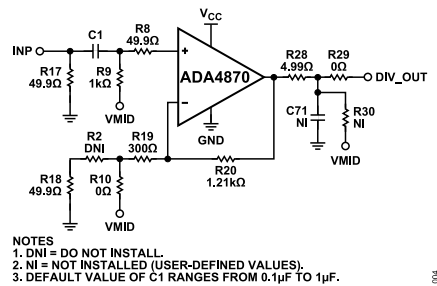 VCC
C1
R8
49.9Ω
INP
+
R17
49.9Ω
R9
1kΩ
VMID
ADA4870
R28
4.99Ω
R29
0Ω
DIV_OUT
–
GND
C71
NI
R30
NI
VMID
R2
DNI
R19
300Ω
R20
1.21kΩ
R18
49.9Ω
R10
0Ω
VMID
NOTES
1. DNI = DO NOT INSTALL.
2. NI = NOT INSTALLED (USER-DEFINED VALUES).
3. DEFAULT VALUE OF C1 RANGES FROM 0.1µF TO 1µF.
004